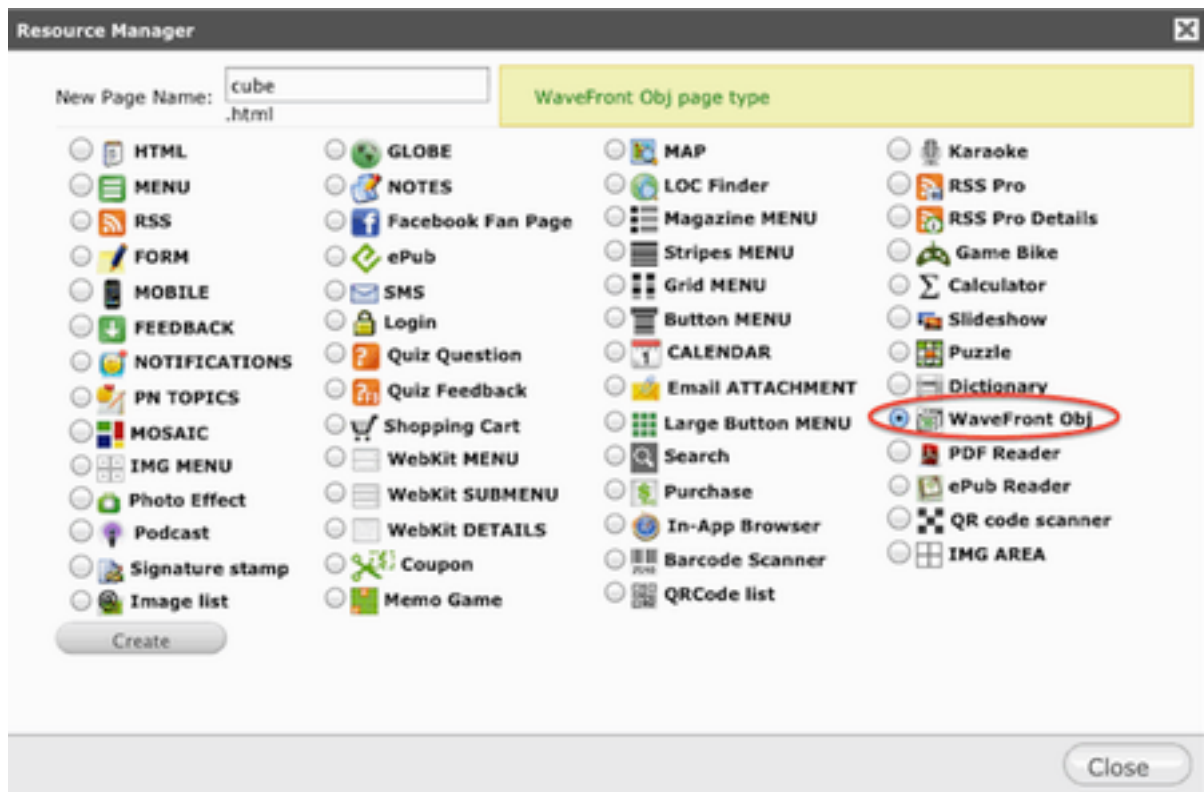 Resource Manager
New Page Name: cube
.html
WaveFront Obj page type
HTML
MENU
RSS
FORM
MOBILE
FEEDBACK
NOTIFICATIONS
PN TOPICS
MOSAIC
IMG MENU
Photo Effect
Podcast
Signature stamp
Image list
GLOBE
NOTES
Facebook Fan Page
ePub
SMS
Login
Quiz Question
Quiz Feedback
Shopping Cart
WebKit MENU
WebKit SUBMENU
WebKit DETAILS
Coupon
Memo Game
MAP
LOC Finder
Magazine MENU
Stripes MENU
Grid MENU
Button MENU
CALENDAR
Email ATTACHMENT
Large Button MENU
Search
Purchase
In-App Browser
Barcode Scanner
QRCode list
Karaoke
RSS Pro
RSS Pro Details
Game Bike
Calculator
Slideshow
Puzzle
Dictionary
WaveFront Obj
PDF Reader
ePub Reader
QR code scanner
IMG AREA
Create
Close